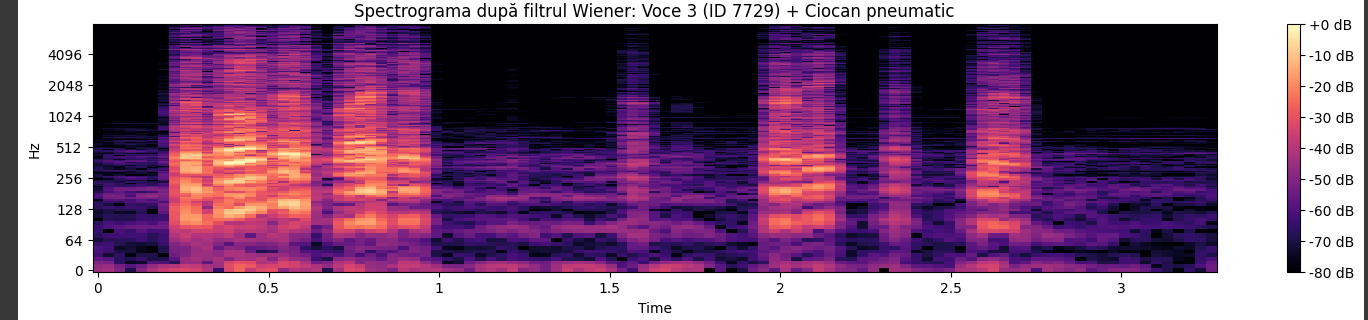 Spectrograma după filtrul Wiener: Voce 3 (ID 7729) + Ciocan pneumatic
Hz
4096
2048
1024
512
256
128
64
0
0 0.5 1 1.5 2 2.5 3
Time
+0 dB
-10 dB
-20 dB
-30 dB
-40 dB
-50 dB
-60 dB
-70 dB
-80 dB